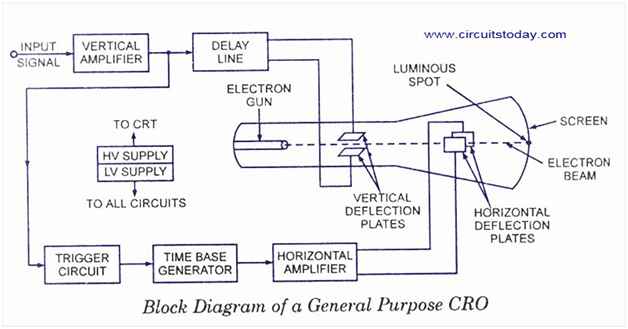 www.circuitstoday.com
INPUT
SIGNAL
VERTICAL
AMPLIFIER
DELAY
LINE
LUMINOUS
SPOT
ELECTRON
GUN
SCREEN
TO CRT
HV SUPPLY
LV SUPPLY
TO ALL CIRCUITS
ELECTRON
BEAM
VERTICAL
DEFLECTION
PLATES
HORIZONTAL
DEFLECTION
PLATES
TRIGGER
CIRCUIT
TIME BASE
GENERATOR
HORIZONTAL
AMPLIFIER
Block Diagram of a General Purpose CRO